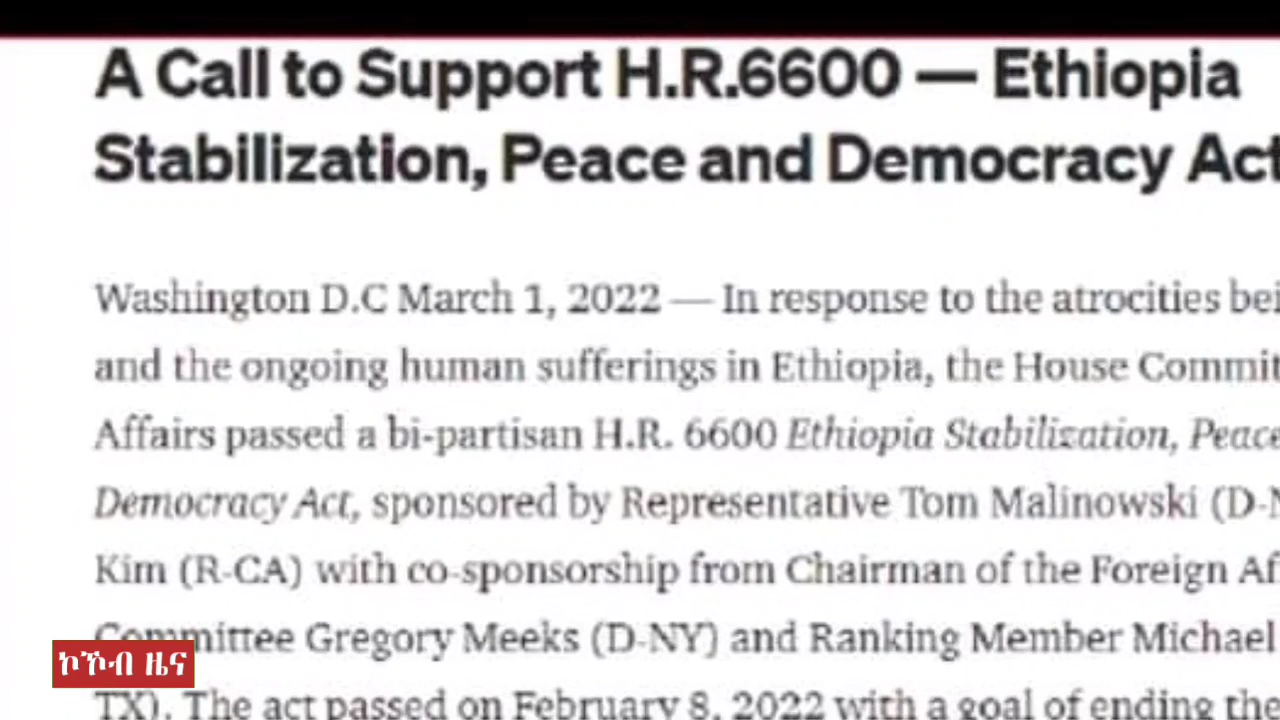 A Call to Support H.R.6600 — Ethiopia
Stabilization, Peace and Democracy Act
Washington D.C March 1, 2022 — In response to the atrocities
and the ongoing human sufferings in Ethiopia, the House
Affairs passed a bi-partisan H.R. 6600 Ethiopia Stabilization, Peace
Democracy Act, sponsored by Representative Tom Malinowski
Kim (R-CA) with co-sponsorship from Chairman of the Foreign
Committee Gregory Meeks (D-NY) and Ranking Member Michael
TX). The act passed on February 8, 2022 with a goal of ending the
ኮኾብ ዜና